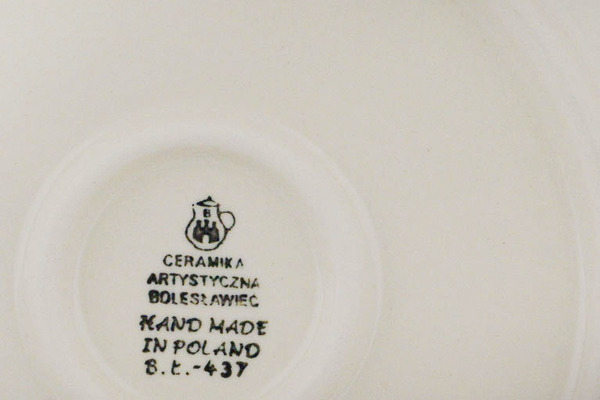 B
CERAMIKA
ARTYSTYCZNA
BOLESŁAWIEC
HAND MADE
IN POLAND
B.Ł.-437